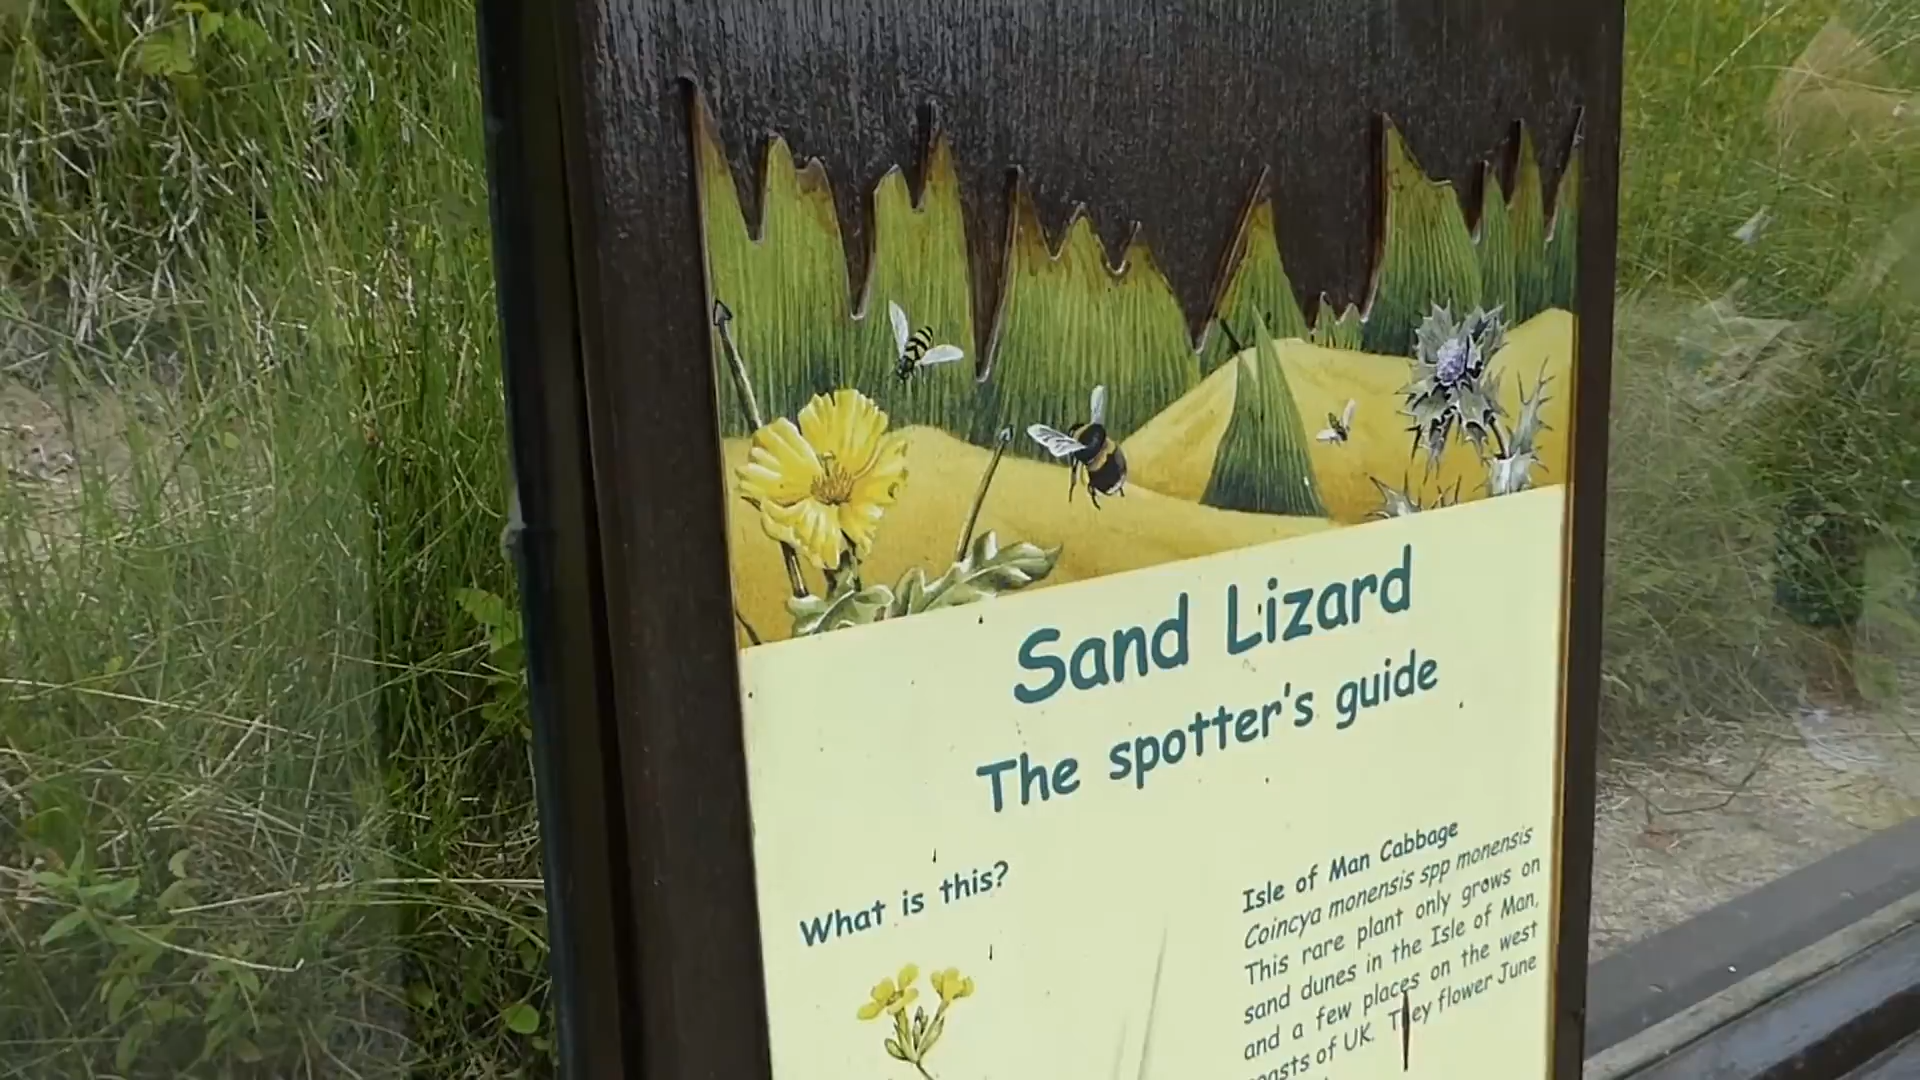 Sand Lizard
The spotter's guide
What is this?
Isle of Man Cabbage
Coincya monensis spp monensis
This rare plant only grows on
sand dunes in the Isle of Man,
and a few places on the west
coasts of UK. They flower June